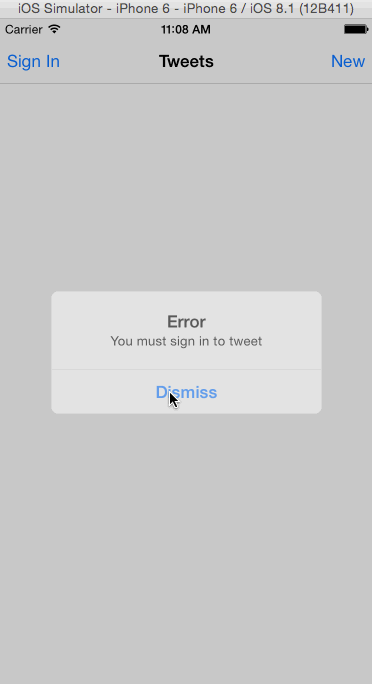 iOS Simulator - iPhone 6 - iPhone 6 / iOS 8.1 (12B411)
Carrier 11:08 AM
Sign In Tweets New
Error
You must sign in to tweet
Dismiss